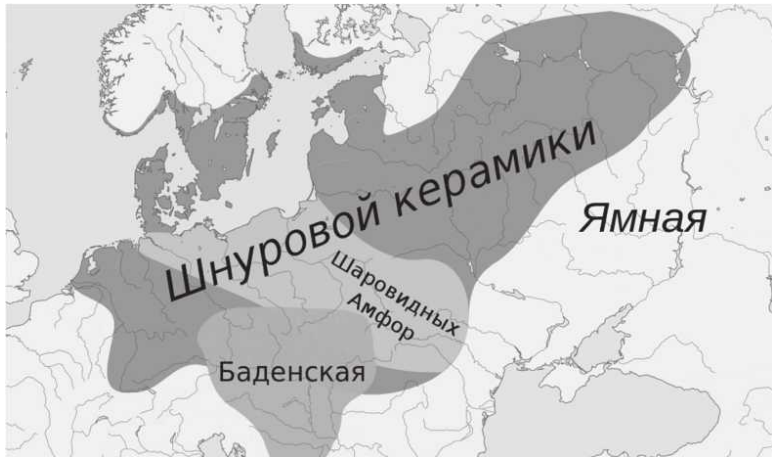 Шнуровой керамики
Ямная
Шаровидных
Амфор
Баденская